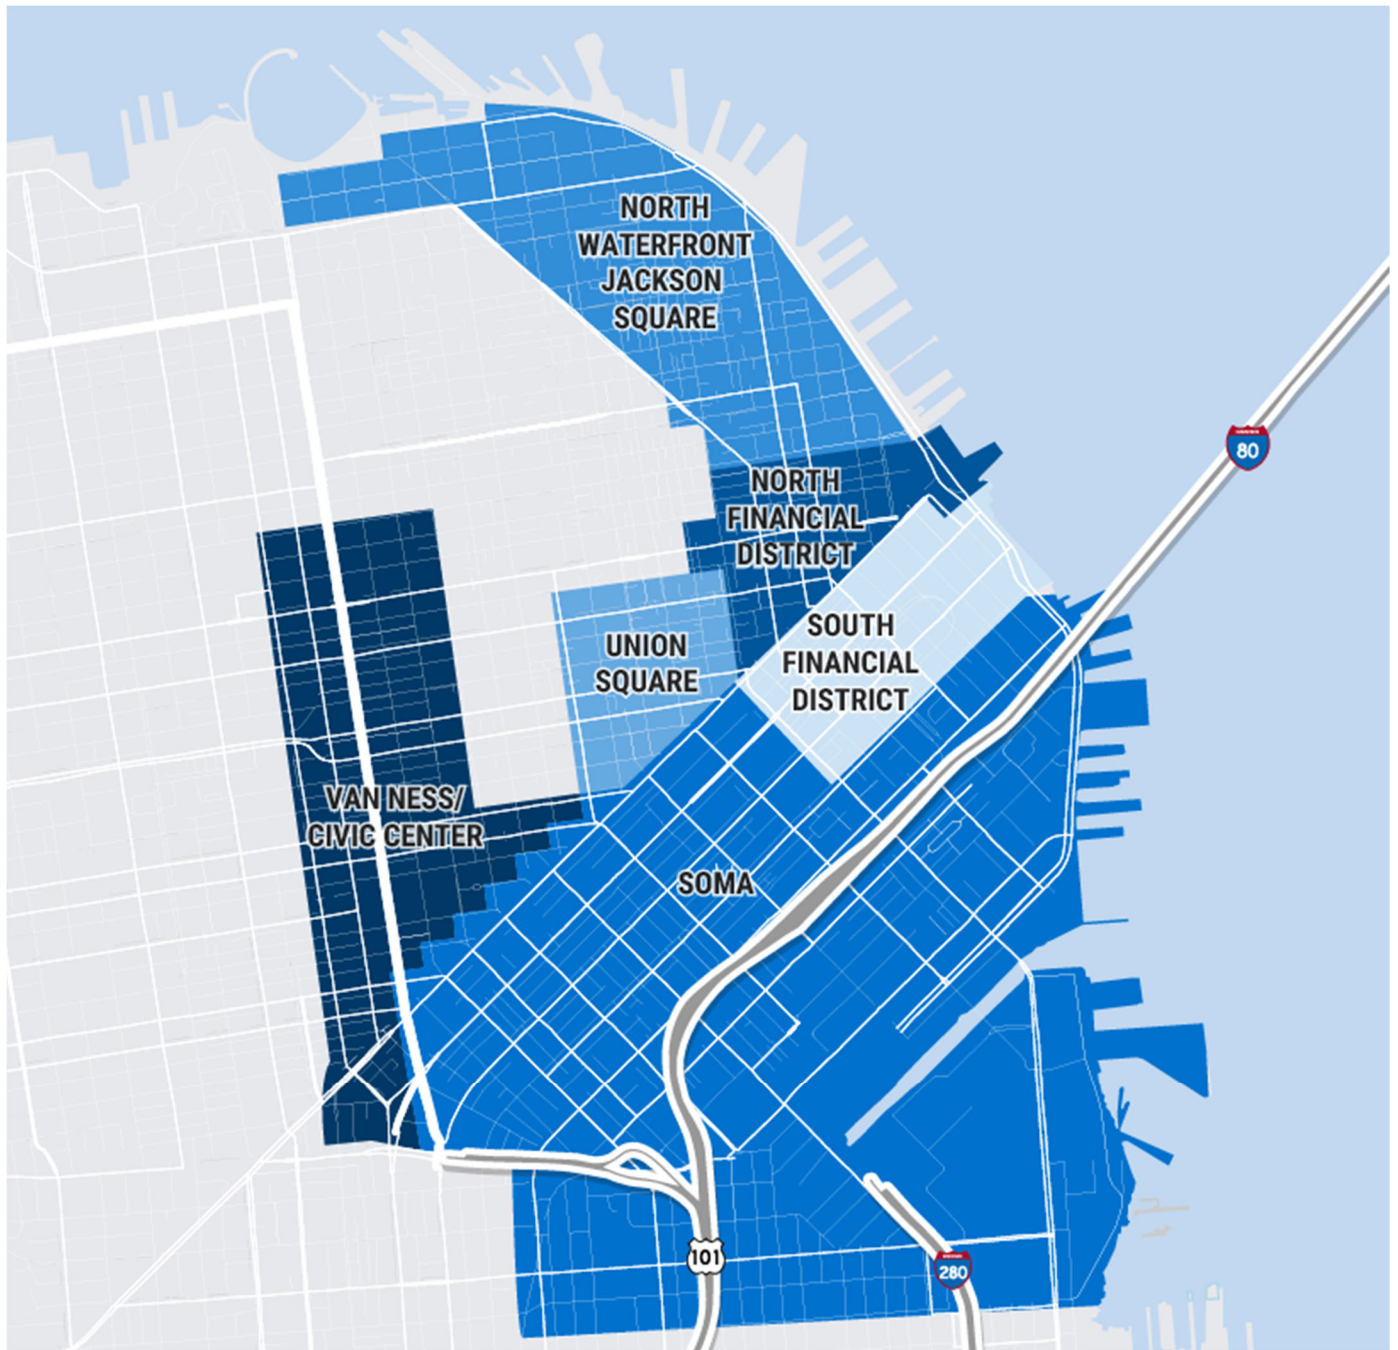 NORTH
WATERFRONT
JACKSON
SQUARE
80
NORTH
FINANCIAL
DISTRICT
SOUTH
FINANCIAL
DISTRICT
UNION
SQUARE
VAN NESS/
CIVIC CENTER
SOMA
101
280